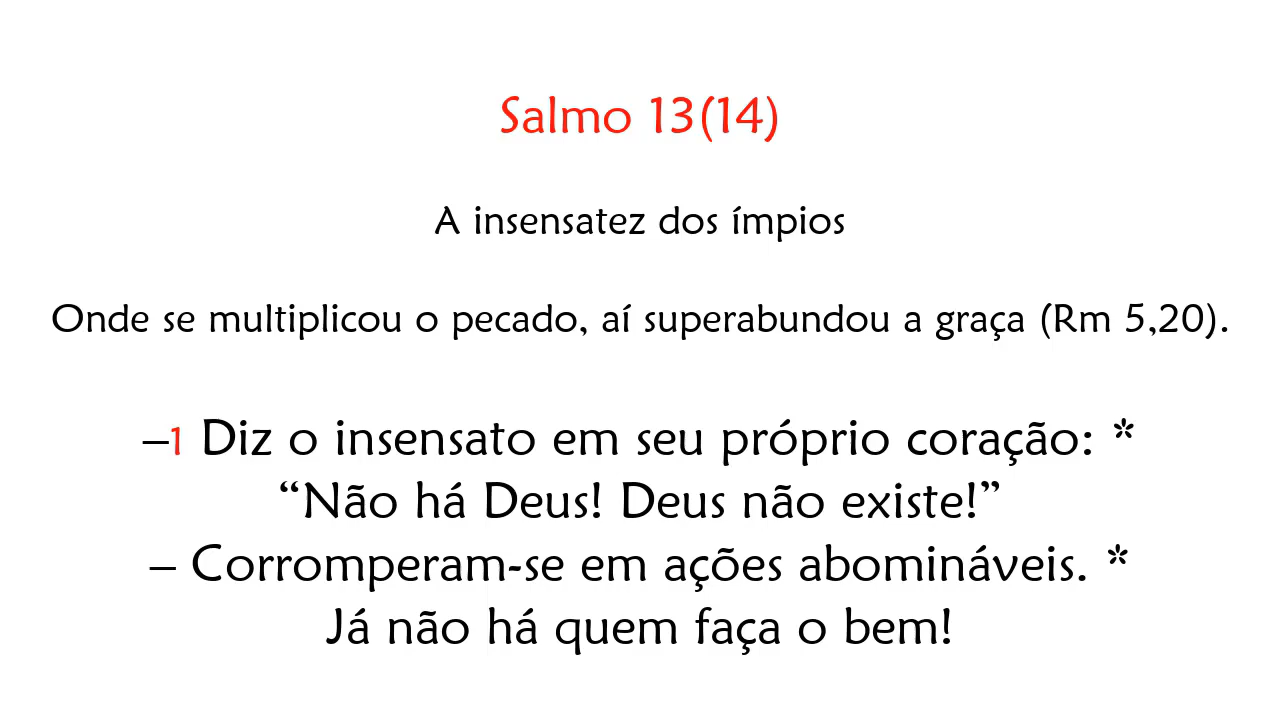 Salmo 13(14)
A insensatez dos ímpios
Onde se multiplicou o pecado, aí superabundou a graça (Rm 5,20).
–1 Diz o insensato em seu próprio coração: *
“Não há Deus! Deus não existe!”
– Corromperam-se em ações abomináveis. *
Já não há quem faça o bem!